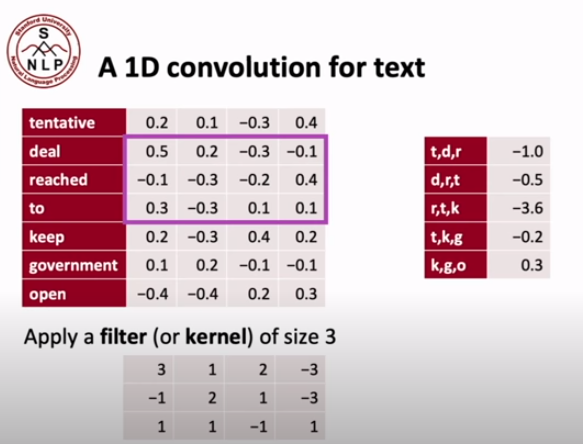 Stanford University
S
N L P
Natural Language Processing
A 1D convolution for text
tentative 0.2 0.1 −0.3 0.4
deal 0.5 0.2 −0.3 −0.1
reached −0.1 −0.3 −0.2 0.4
to 0.3 −0.3 0.1 0.1
keep 0.2 −0.3 0.4 0.2
government 0.1 0.2 −0.1 −0.1
open −0.4 −0.4 0.2 0.3
t,d,r −1.0
d,r,t −0.5
r,t,k −3.6
t,k,g −0.2
k,g,o 0.3
Apply a filter (or kernel) of size 3
3 1 2 −3
−1 2 1 −3
1 1 −1 1